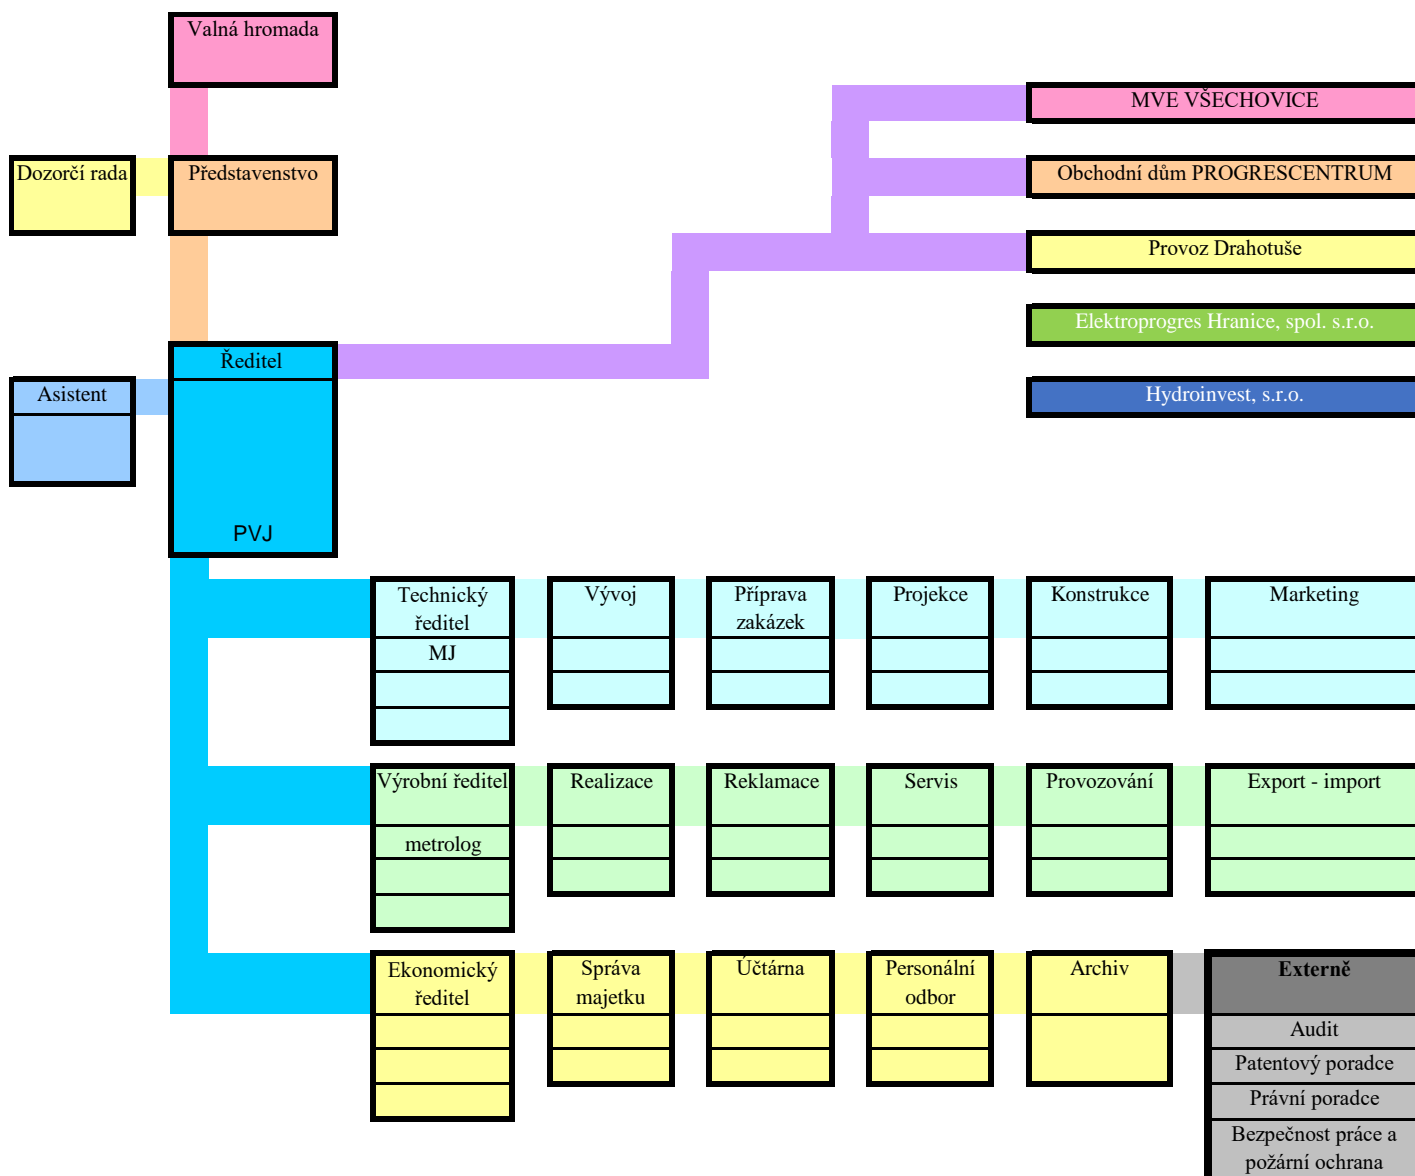 Valná hromada
MVE VŠECHOVICE
Dozorčí rada
Představenstvo
Obchodní dům PROGRESCENTRUM
Provoz Drahotuše
Elektroprogres Hranice, spol. s.r.o.
Ředitel
Asistent
Hydroinvest, s.r.o.
PVJ
Technický
ředitel
MJ
Vývoj
Příprava
zakázek
Projekce
Konstrukce
Marketing
Výrobní ředitel
metrolog
Realizace
Reklamace
Servis
Provozování
Export - import
Ekonomický
ředitel
Správa
majetku
Účtárna
Personální
odbor
Archiv
Externě
Audit
Patentový poradce
Právní poradce
Bezpečnost práce a
požární ochrana